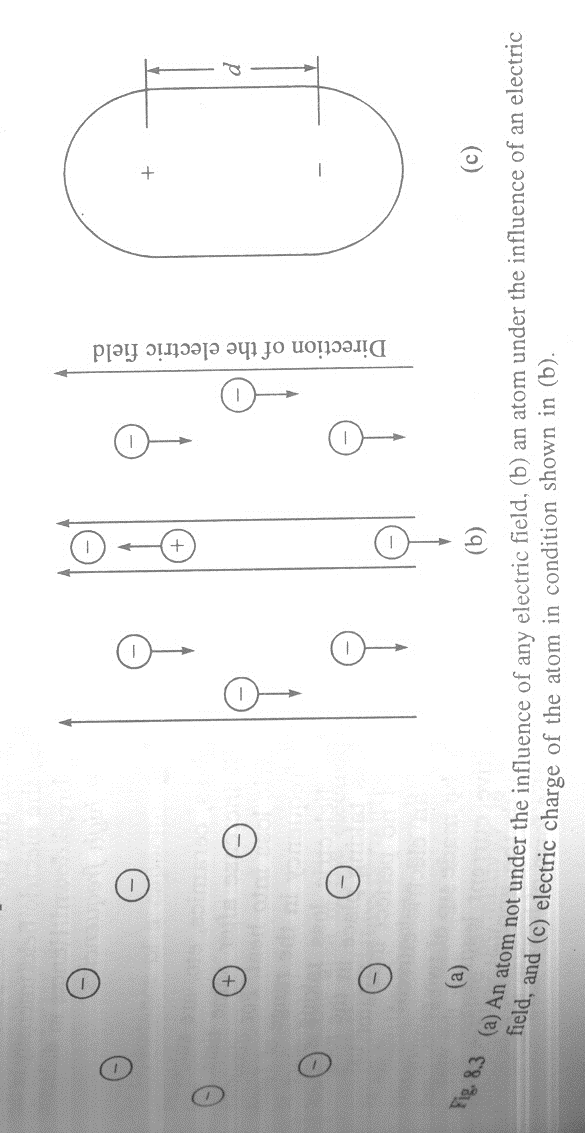 +
−
d
(c)
Direction of the electric field
(b)
(a)
Fig. 8.3 (a) An atom not under the influence of any electric field, (b) an atom under the influence of an electric
field, and (c) electric charge of the atom in condition shown in (b).